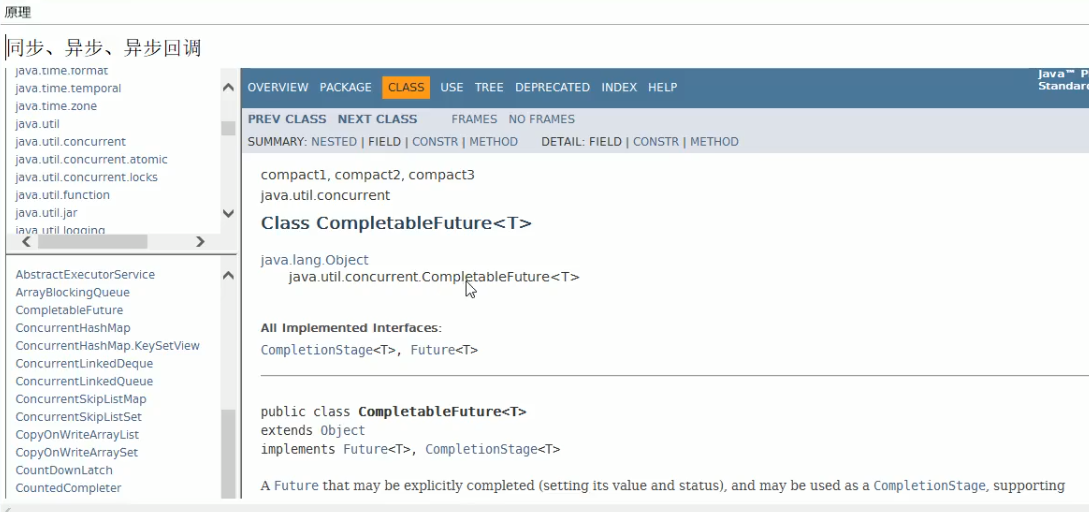 原理
同步、异步、异步回调
java.time.format
java.time.temporal
java.time.zone
java.util
java.util.concurrent
java.util.concurrent.atomic
java.util.concurrent.locks
java.util.function
java.util.jar
java.util.logging
AbstractExecutorService
ArrayBlockingQueue
CompletableFuture
ConcurrentHashMap
ConcurrentHashMap.KeySetView
ConcurrentLinkedDeque
ConcurrentLinkedQueue
ConcurrentSkipListMap
ConcurrentSkipListSet
CopyOnWriteArrayList
CopyOnWriteArraySet
CountDownLatch
CountedCompleter
OVERVIEW PACKAGE CLASS USE TREE DEPRECATED INDEX HELP
Java™ P
Standar
PREV CLASS NEXT CLASS FRAMES NO FRAMES
SUMMARY: NESTED | FIELD | CONSTR | METHOD DETAIL: FIELD | CONSTR | METHOD
compact1, compact2, compact3
java.util.concurrent
Class CompletableFuture<T>
java.lang.Object
java.util.concurrent.CompletableFuture<T>
All Implemented Interfaces:
CompletionStage<T>, Future<T>
public class CompletableFuture<T>
extends Object
implements Future<T>, CompletionStage<T>
A Future that may be explicitly completed (setting its value and status), and may be used as a CompletionStage, supporting